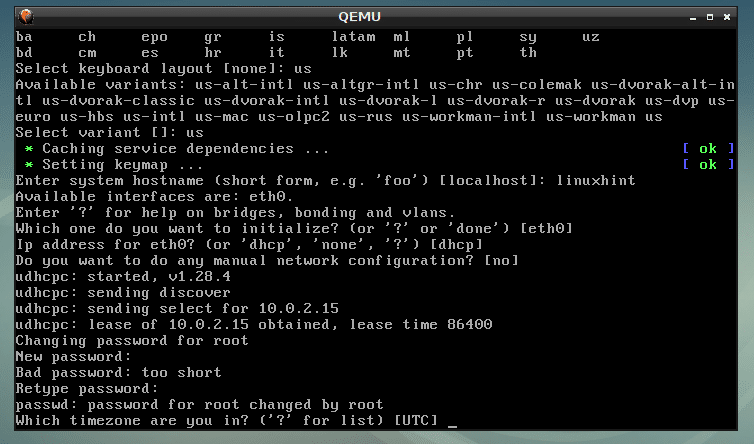 QEMU
ba ch epo gr is latam ml pl sy uz
bd cm es hr it lk mt pt th
Select keyboard layout [none]: us
Available variants: us-alt-intl us-altgr-intl us-chr us-colemak us-dvorak-alt-in
tl us-dvorak-classic us-dvorak-intl us-dvorak-l us-dvorak-r us-dvorak us-dvp us-
euro us-hbs us-intl us-mac us-olpc2 us-rus us-workman-intl us-workman us
Select variant []: us
* Caching service dependencies ... [ ok ]
* Setting keymap ... [ ok ]
Enter system hostname (short form, e.g. 'foo') [localhost]: linuxhint
Available interfaces are: eth0.
Enter '?' for help on bridges, bonding and vlans.
Which one do you want to initialize? (or '?' or 'done') [eth0]
Ip address for eth0? (or 'dhcp', 'none', '?') [dhcp]
Do you want to do any manual network configuration? [no]
udhcpc: started, v1.28.4
udhcpc: sending discover
udhcpc: sending select for 10.0.2.15
udhcpc: lease of 10.0.2.15 obtained, lease time 86400
Changing password for root
New password:
Bad password: too short
Retype password:
passwd: password for root changed by root
Which timezone are you in? ('?' for list) [UTC] _